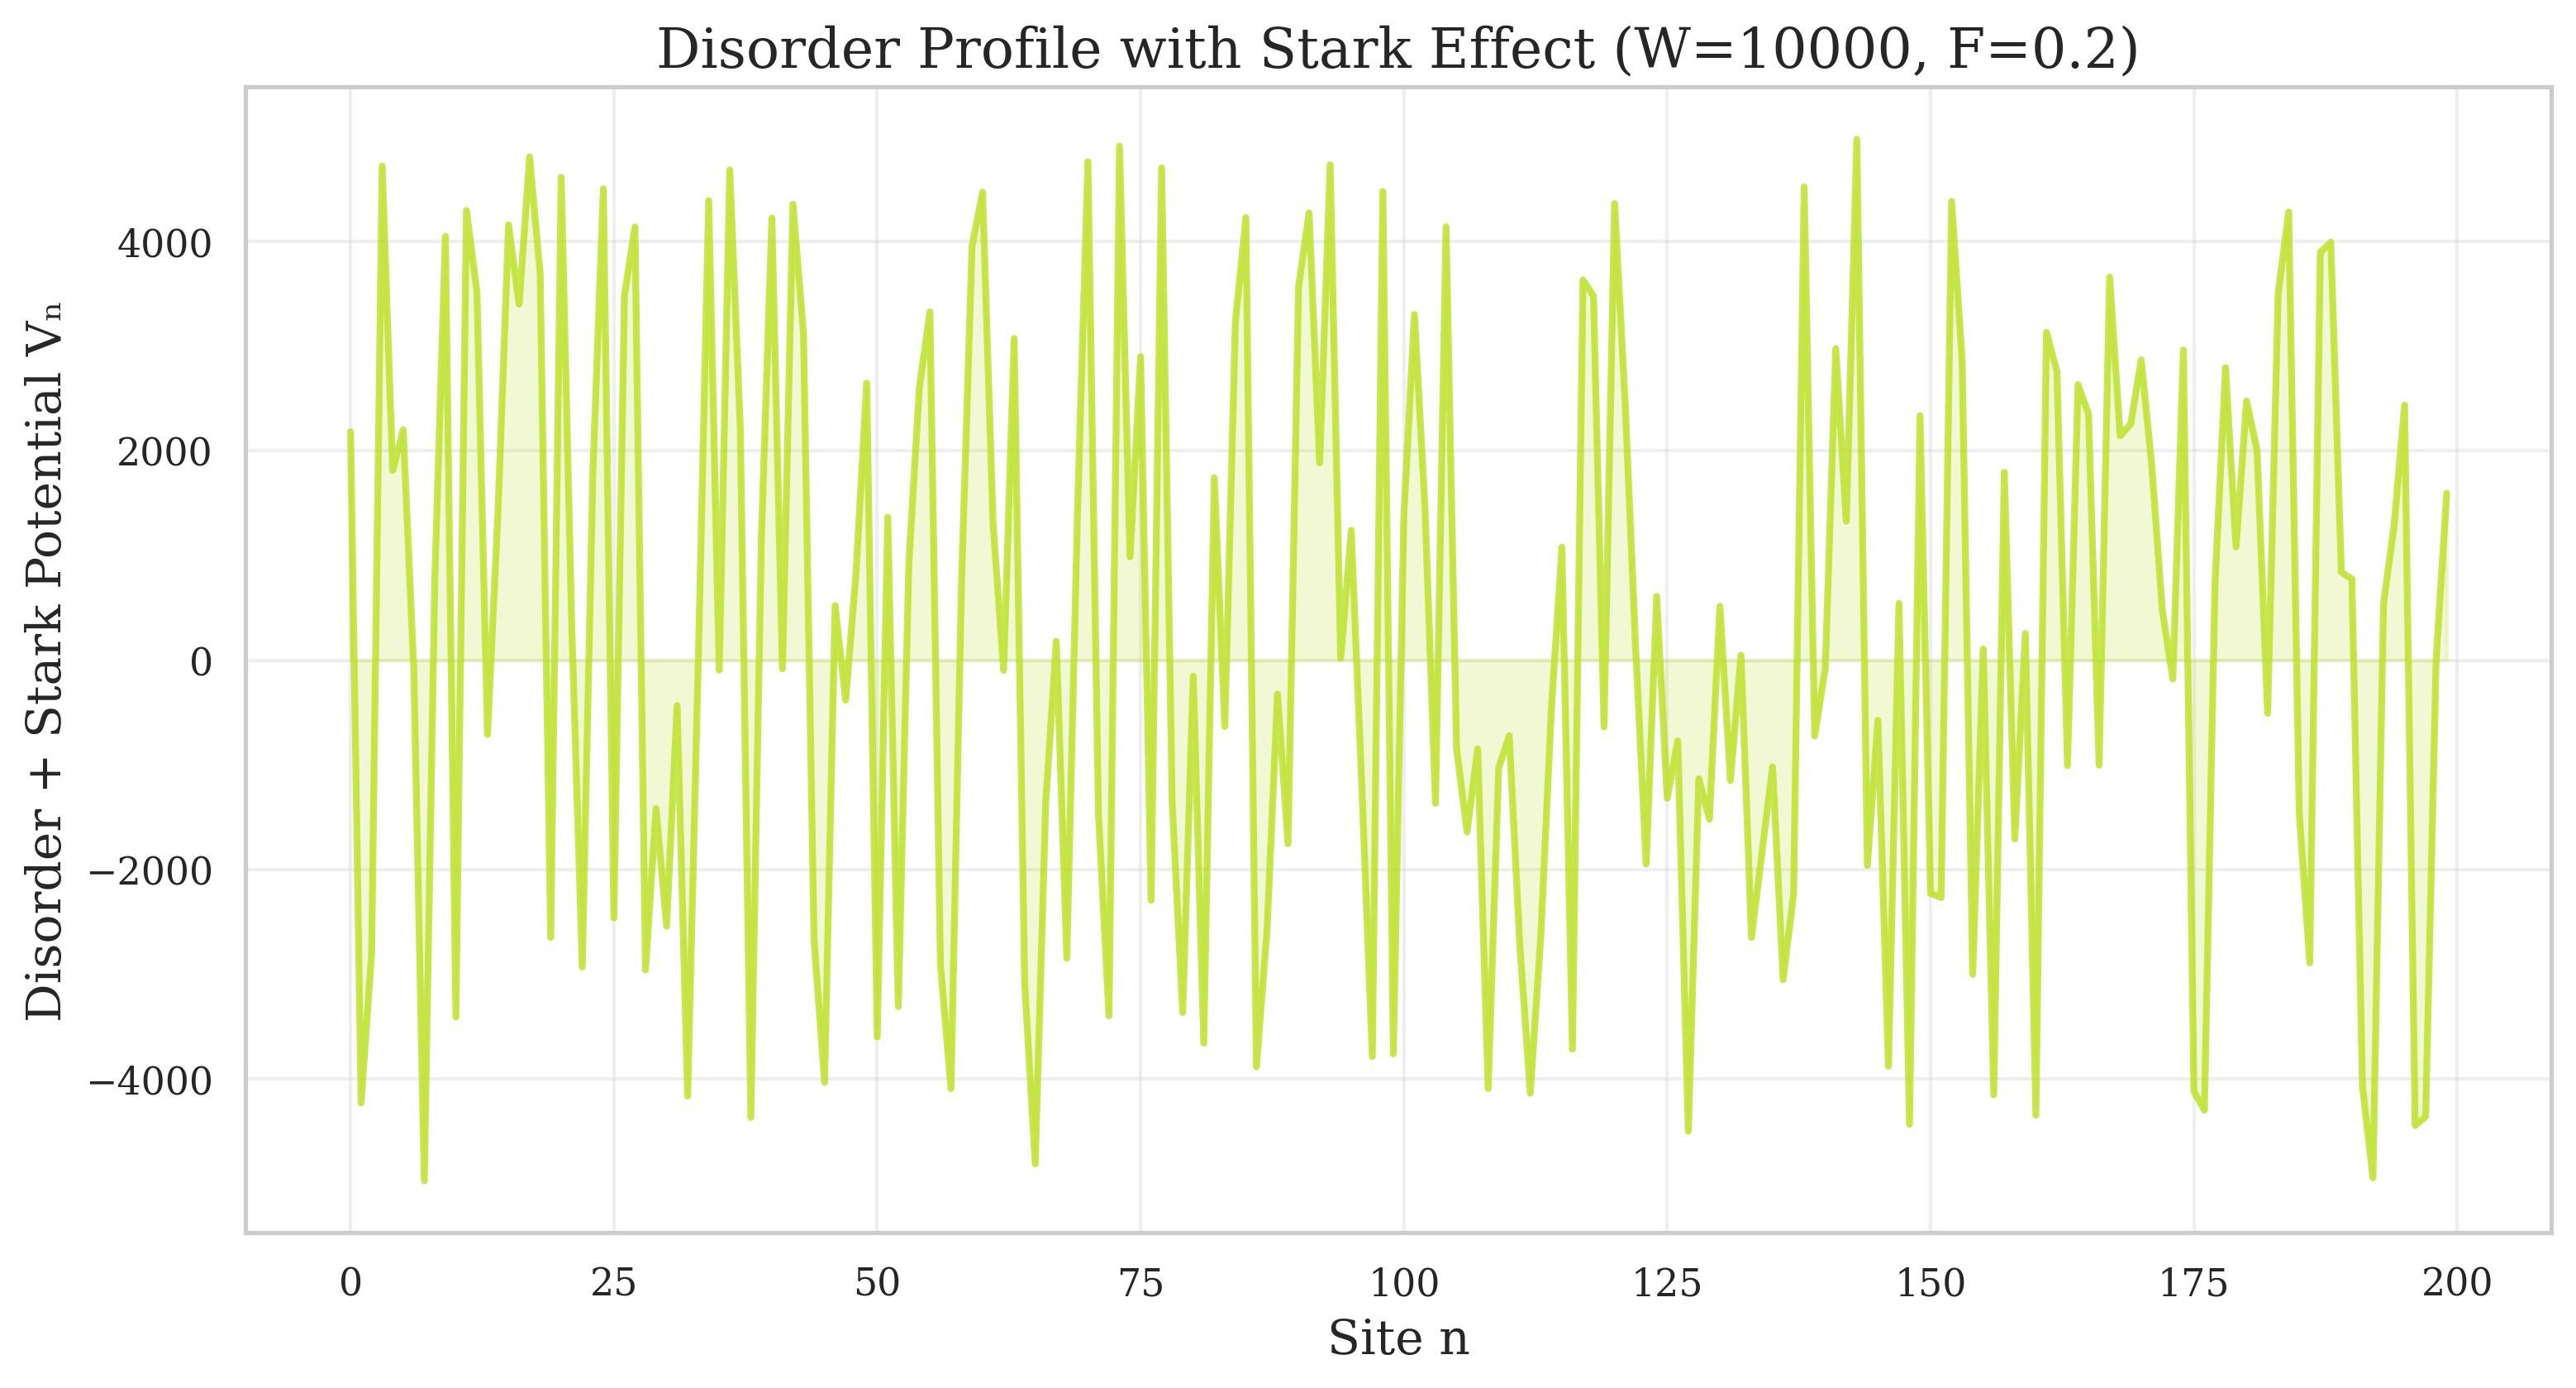 Disorder Profile with Stark Effect (W=10000, F=0.2)
Disorder + Stark Potential Vₙ
4000
2000
0
−2000
−4000
0 25 50 75 100 125 150 175 200
Site n